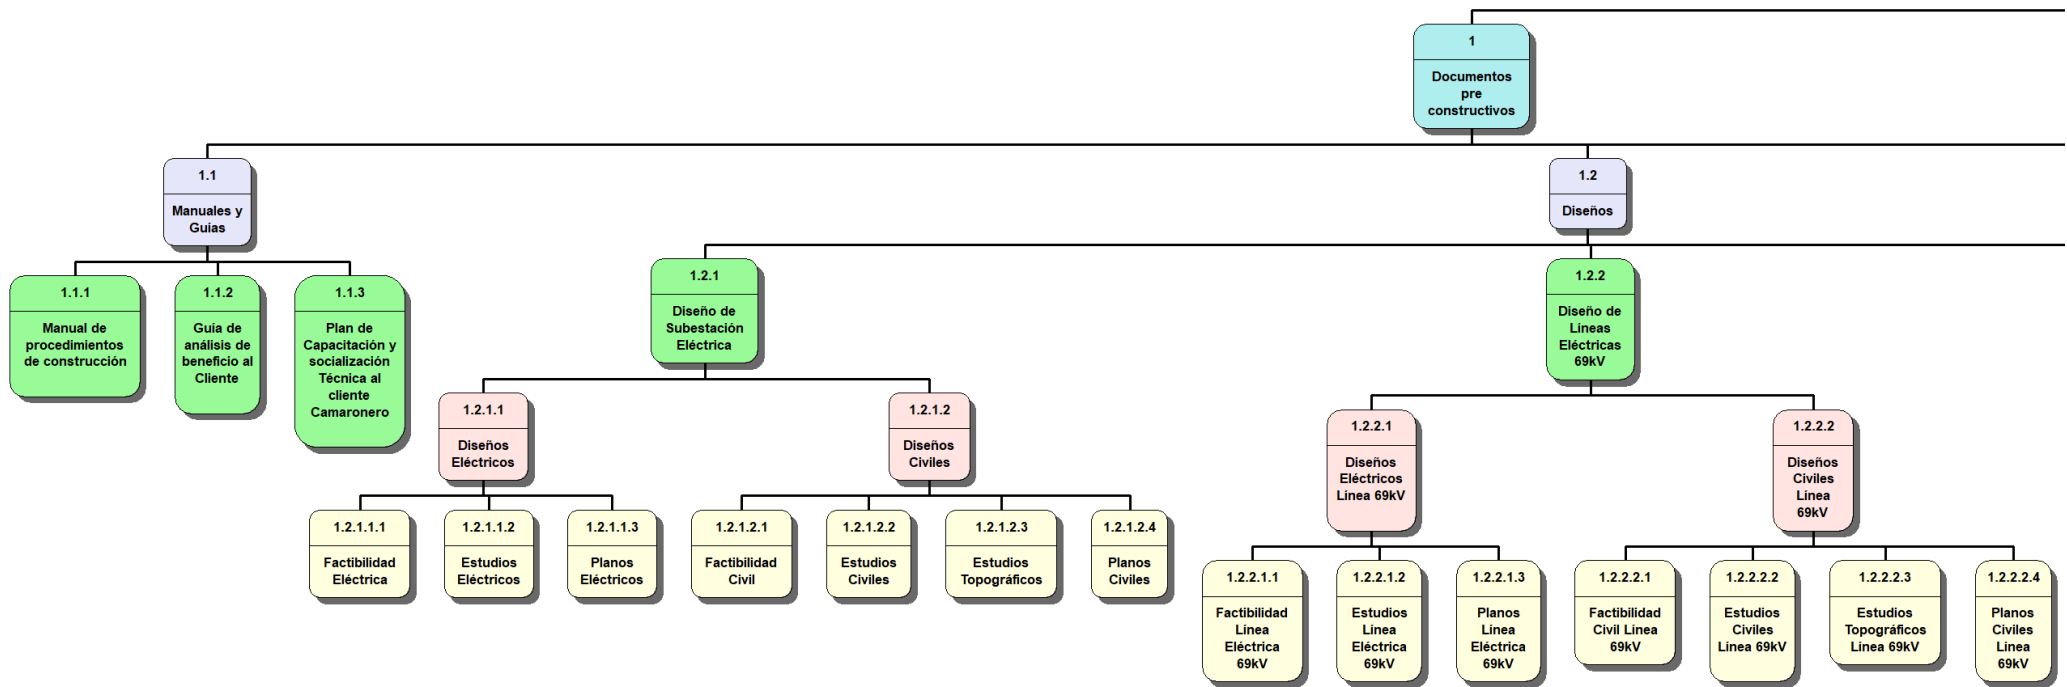 1
Documentos
pre
constructivos
1.1
Manuales y
Guías
1.2
Diseños
1.1.1
Manual de
procedimientos
de construcción
1.1.2
Guía de
análisis de
beneficio al
Cliente
1.1.3
Plan de
Capacitación y
socialización
Técnica al
cliente
Camaronero
1.2.1
Diseño de
Subestación
Eléctrica
1.2.2
Diseño de
Líneas
Eléctricas
69kV
1.2.1.1
Diseños
Eléctricos
1.2.1.2
Diseños
Civiles
1.2.2.1
Diseños
Eléctricos
Línea 69kV
1.2.2.2
Diseños
Civiles
Línea
69kV
1.2.1.1.1
Factibilidad
Eléctrica
1.2.1.1.2
Estudios
Eléctricos
1.2.1.1.3
Planos
Eléctricos
1.2.1.2.1
Factibilidad
Civil
1.2.1.2.2
Estudios
Civiles
1.2.1.2.3
Estudios
Topográficos
1.2.1.2.4
Planos
Civiles
1.2.2.1.1
Factibilidad
Línea
Eléctrica
69kV
1.2.2.1.2
Estudios
Línea
Eléctrica
69kV
1.2.2.1.3
Planos
Línea
Eléctrica
69kV
1.2.2.2.1
Factibilidad
Civil Línea
69kV
1.2.2.2.2
Estudios
Civiles
Línea 69kV
1.2.2.2.3
Estudios
Topográficos
Línea 69kV
1.2.2.2.4
Planos
Civiles
Línea
69kV